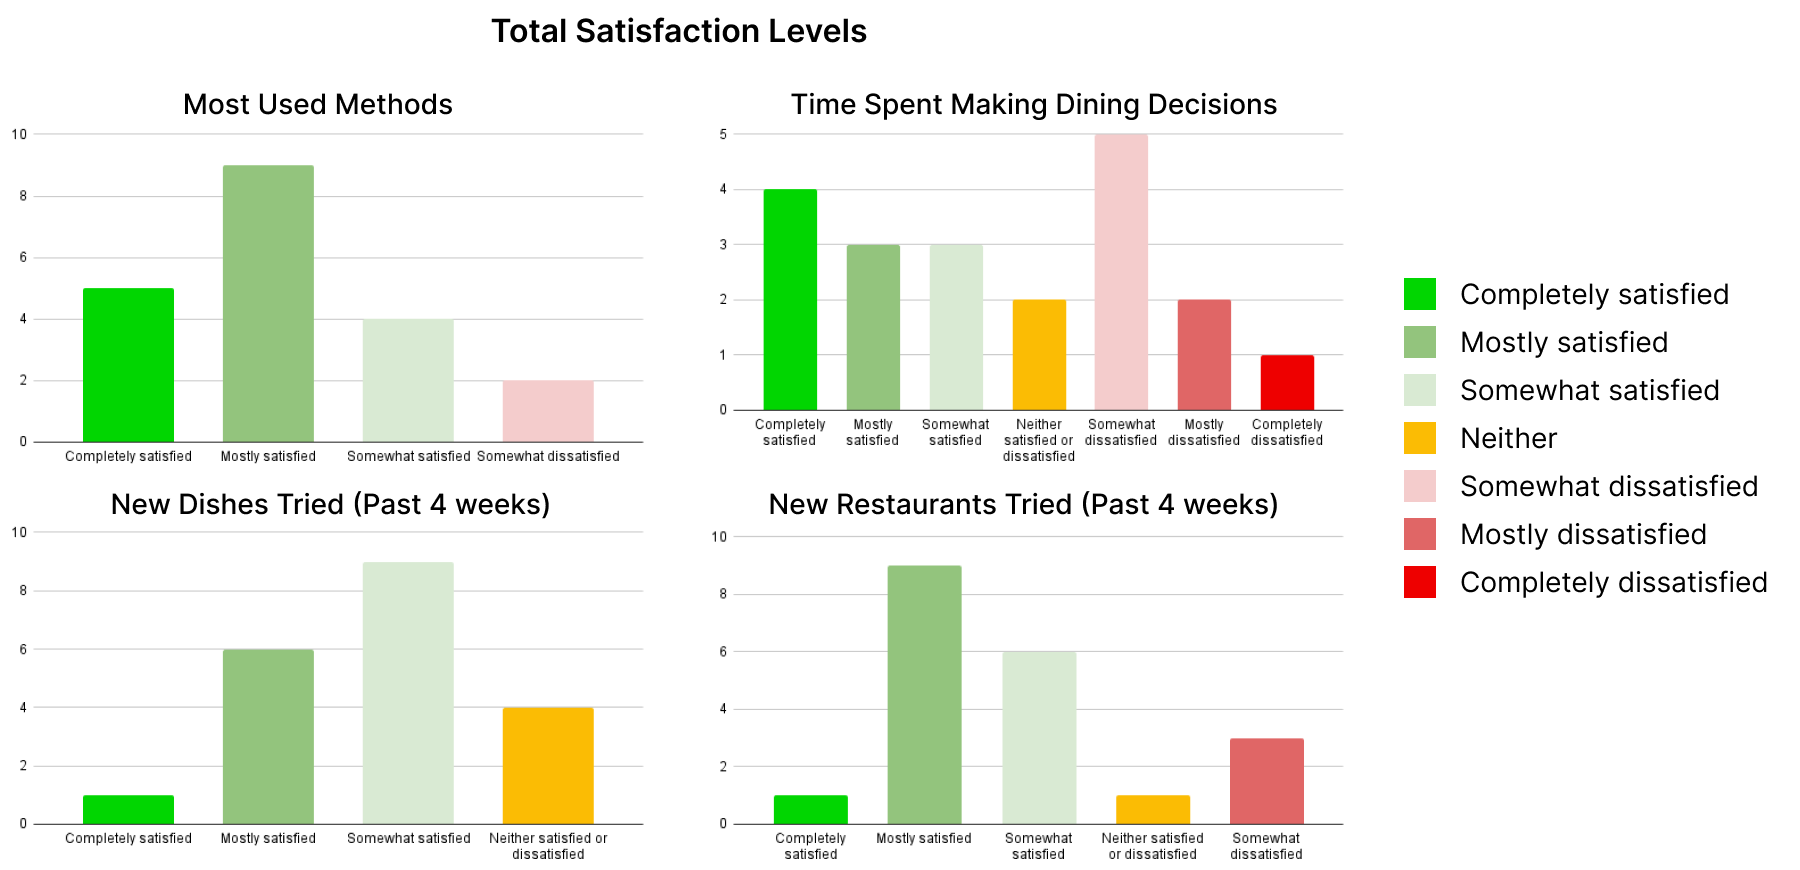 Total Satisfaction Levels
Most Used Methods
10
8
6
4
2
0
Completely satisfied
Mostly satisfied
Somewhat satisfied
Somewhat dissatisfied
Time Spent Making Dining Decisions
5
4
3
2
1
0
Completely
satisfied
Mostly
satisfied
Somewhat
satisfied
Neither
satisfied or
dissatisfied
Somewhat
dissatisfied
Mostly
dissatisfied
Completely
dissatisfied
New Dishes Tried (Past 4 weeks)
10
8
6
4
2
0
Completely satisfied
Mostly satisfied
Somewhat satisfied
Neither satisfied or
dissatisfied
New Restaurants Tried (Past 4 weeks)
10
8
6
4
2
0
Completely
satisfied
Mostly satisfied
Somewhat
satisfied
Neither satisfied
or dissatisfied
Somewhat
dissatisfied
Completely satisfied
Mostly satisfied
Somewhat satisfied
Neither
Somewhat dissatisfied
Mostly dissatisfied
Completely dissatisfied